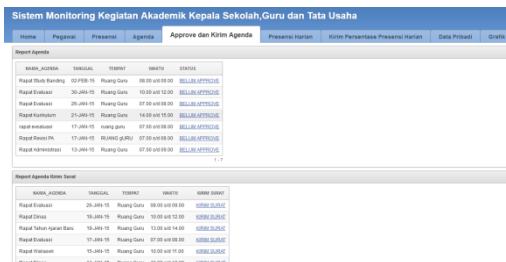 Sistem Monitoring Kegiatan Akademik Kepala Sekolah,Guru dan Tata Usaha
Home Pegawai Presensi Agenda Approve dan Kirim Agenda Presensi Harian Kirim Persentase Presensi Harian Data Pribadi Grafik
Report Agenda
NAMA_AGENDA TANGGAL TEMPAT WAKTU STATUS
Rapat Study Banding 02-FEB-15 Ruang Guru 08.00 s/d 09.00 BELUM APPROVE
Rapat Evaluasi 30-JAN-15 Ruang Guru 10.00 s/d 12.00 BELUM APPROVE
Rapat Evaluasi 26-JAN-15 Ruang Guru 07.00 s/d 08.00 BELUM APPROVE
Rapat Kurikulum 21-JAN-15 Ruang Guru 14.00 s/d 15.00 BELUM APPROVE
rapat evaluasi 17-JAN-15 ruang guru 07.00 s/d 08.00 BELUM APPROVE
Rapat Revisi PA 17-JAN-15 RUANG gURU 07.00 s/d 09.00 BELUM APPROVE
Rapat Administrasi 13-JAN-15 Ruang Guru 07.00 s/d 09.00 BELUM APPROVE
1 - 7
Report Agenda Kirim Surat
NAMA_AGENDA TANGGAL TEMPAT WAKTU KIRIM SURAT
Rapat Evaluasi 28-JAN-15 Ruang Guru 08.00 s/d 09.00 KIRIM SURAT
Rapat Dinas 19-JAN-15 Ruang Guru 10.00 s/d 12.00 KIRIM SURAT
Rapat Tahun Ajaran Baru 18-JAN-15 Ruang Guru 13.00 s/d 14.00 KIRIM SURAT
Rapat Evaluasi 17-JAN-15 Ruang Guru 07.00 s/d 09.00 KIRIM SURAT
Rapat Wakasek 15-JAN-15 Ruang Guru 10.00 s/d 11.00 KIRIM SURAT